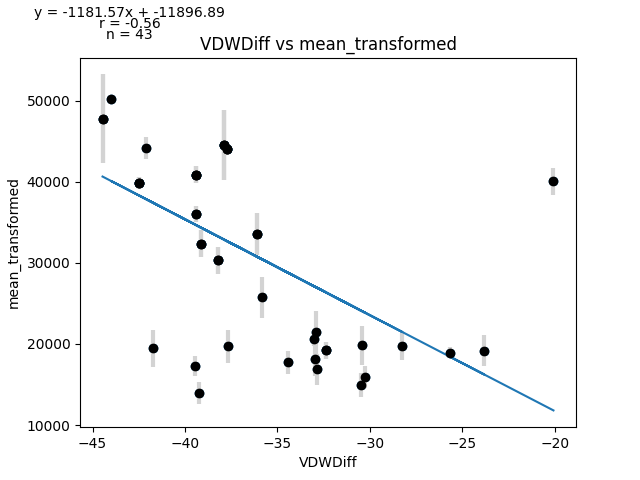 y = -1181.57x + -11896.89
r = -0.56
n = 43
VDWDiff vs mean_transformed
mean_transformed
50000
40000
30000
20000
10000
−45 −40 −35 −30 −25 −20
VDWDiff